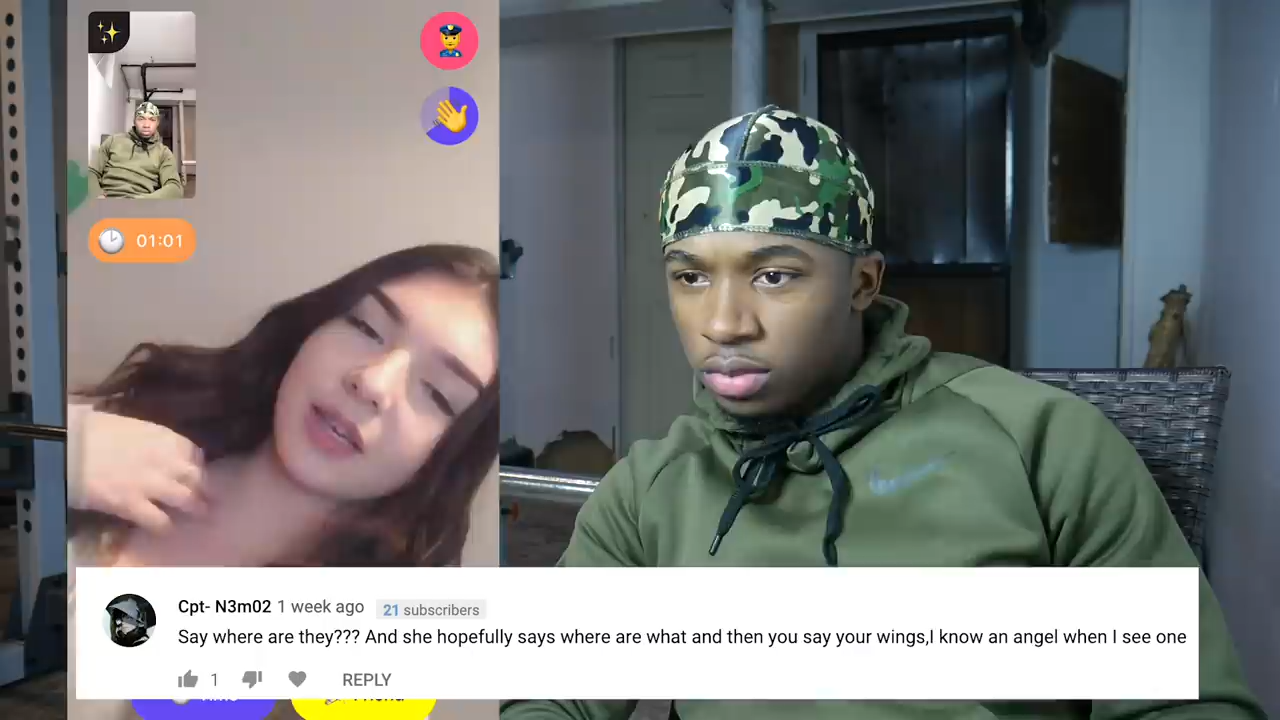 01:01
Cpt- N3m02 1 week ago 21 subscribers
Say where are they??? And she hopefully says where are what and then you say your wings,I know an angel when I see one
1 REPLY